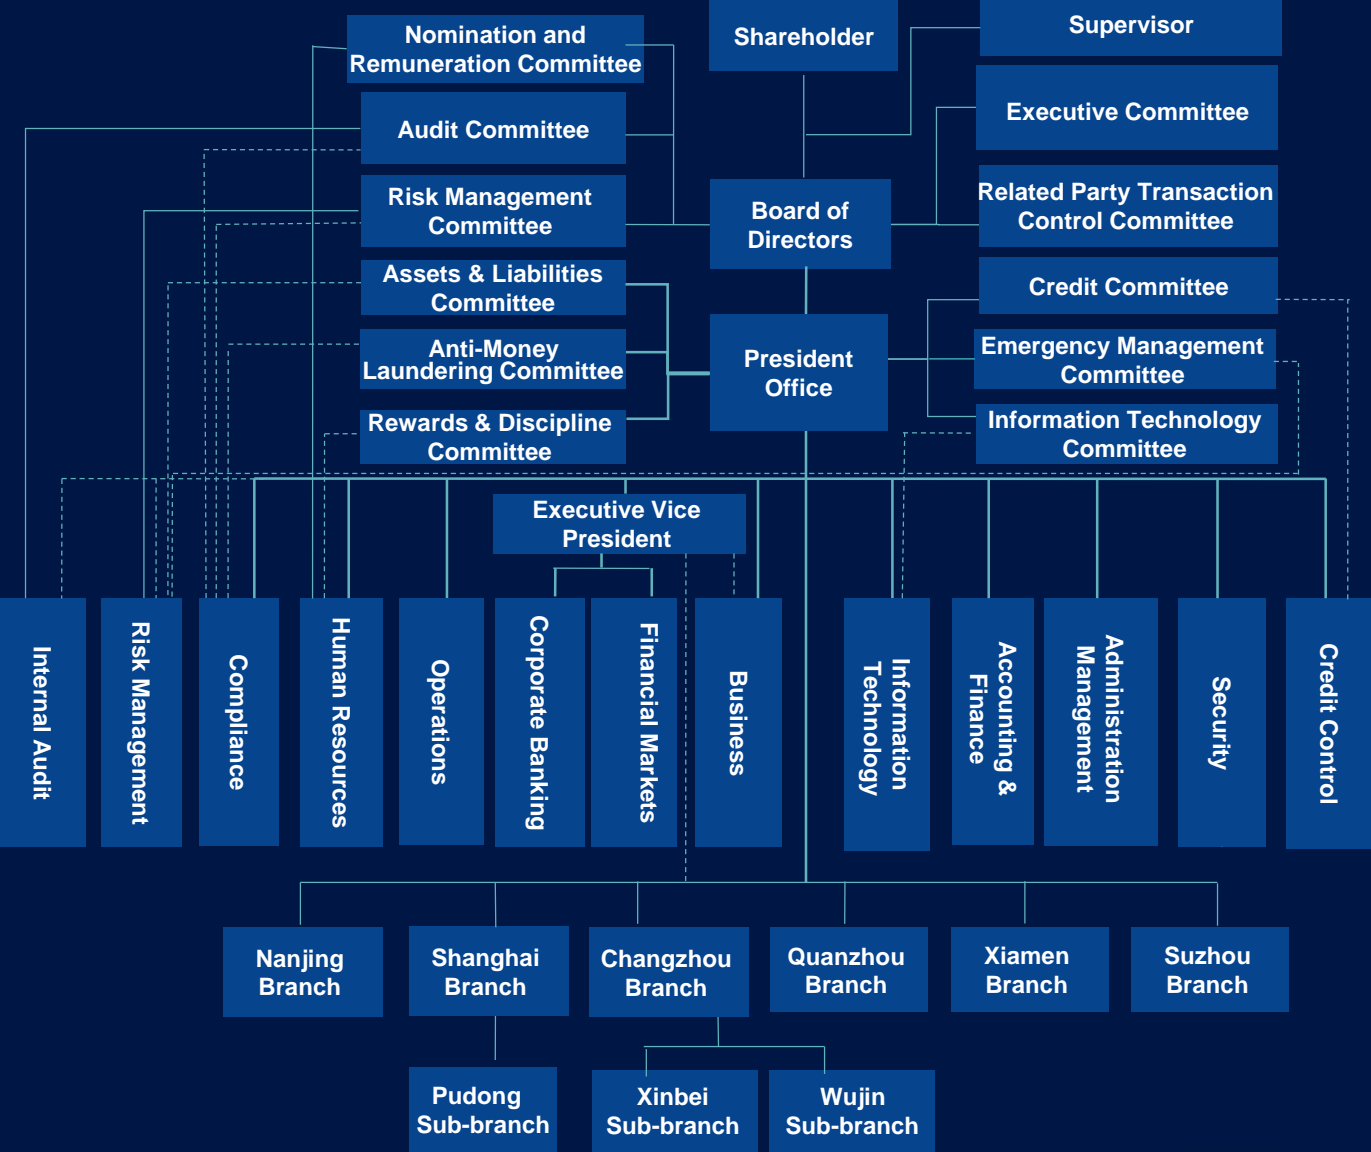 Nomination and
Remuneration Committee
Shareholder
Supervisor
Audit Committee
Executive Committee
Risk Management
Committee
Board of
Directors
Related Party Transaction
Control Committee
Assets & Liabilities
Committee
Credit Committee
Anti-Money
Laundering Committee
President
Office
Emergency Management
Committee
Rewards & Discipline
Committee
Information Technology
Committee
Executive Vice
President
Internal Audit
Risk Management
Compliance
Human Resources
Operations
Corporate Banking
Financial Markets
Business
Information
Technology
Accounting &
Finance
Administration
Management
Security
Credit Control
Nanjing
Branch
Shanghai
Branch
Changzhou
Branch
Quanzhou
Branch
Xiamen
Branch
Suzhou
Branch
Pudong
Sub-branch
Xinbei
Sub-branch
Wujin
Sub-branch